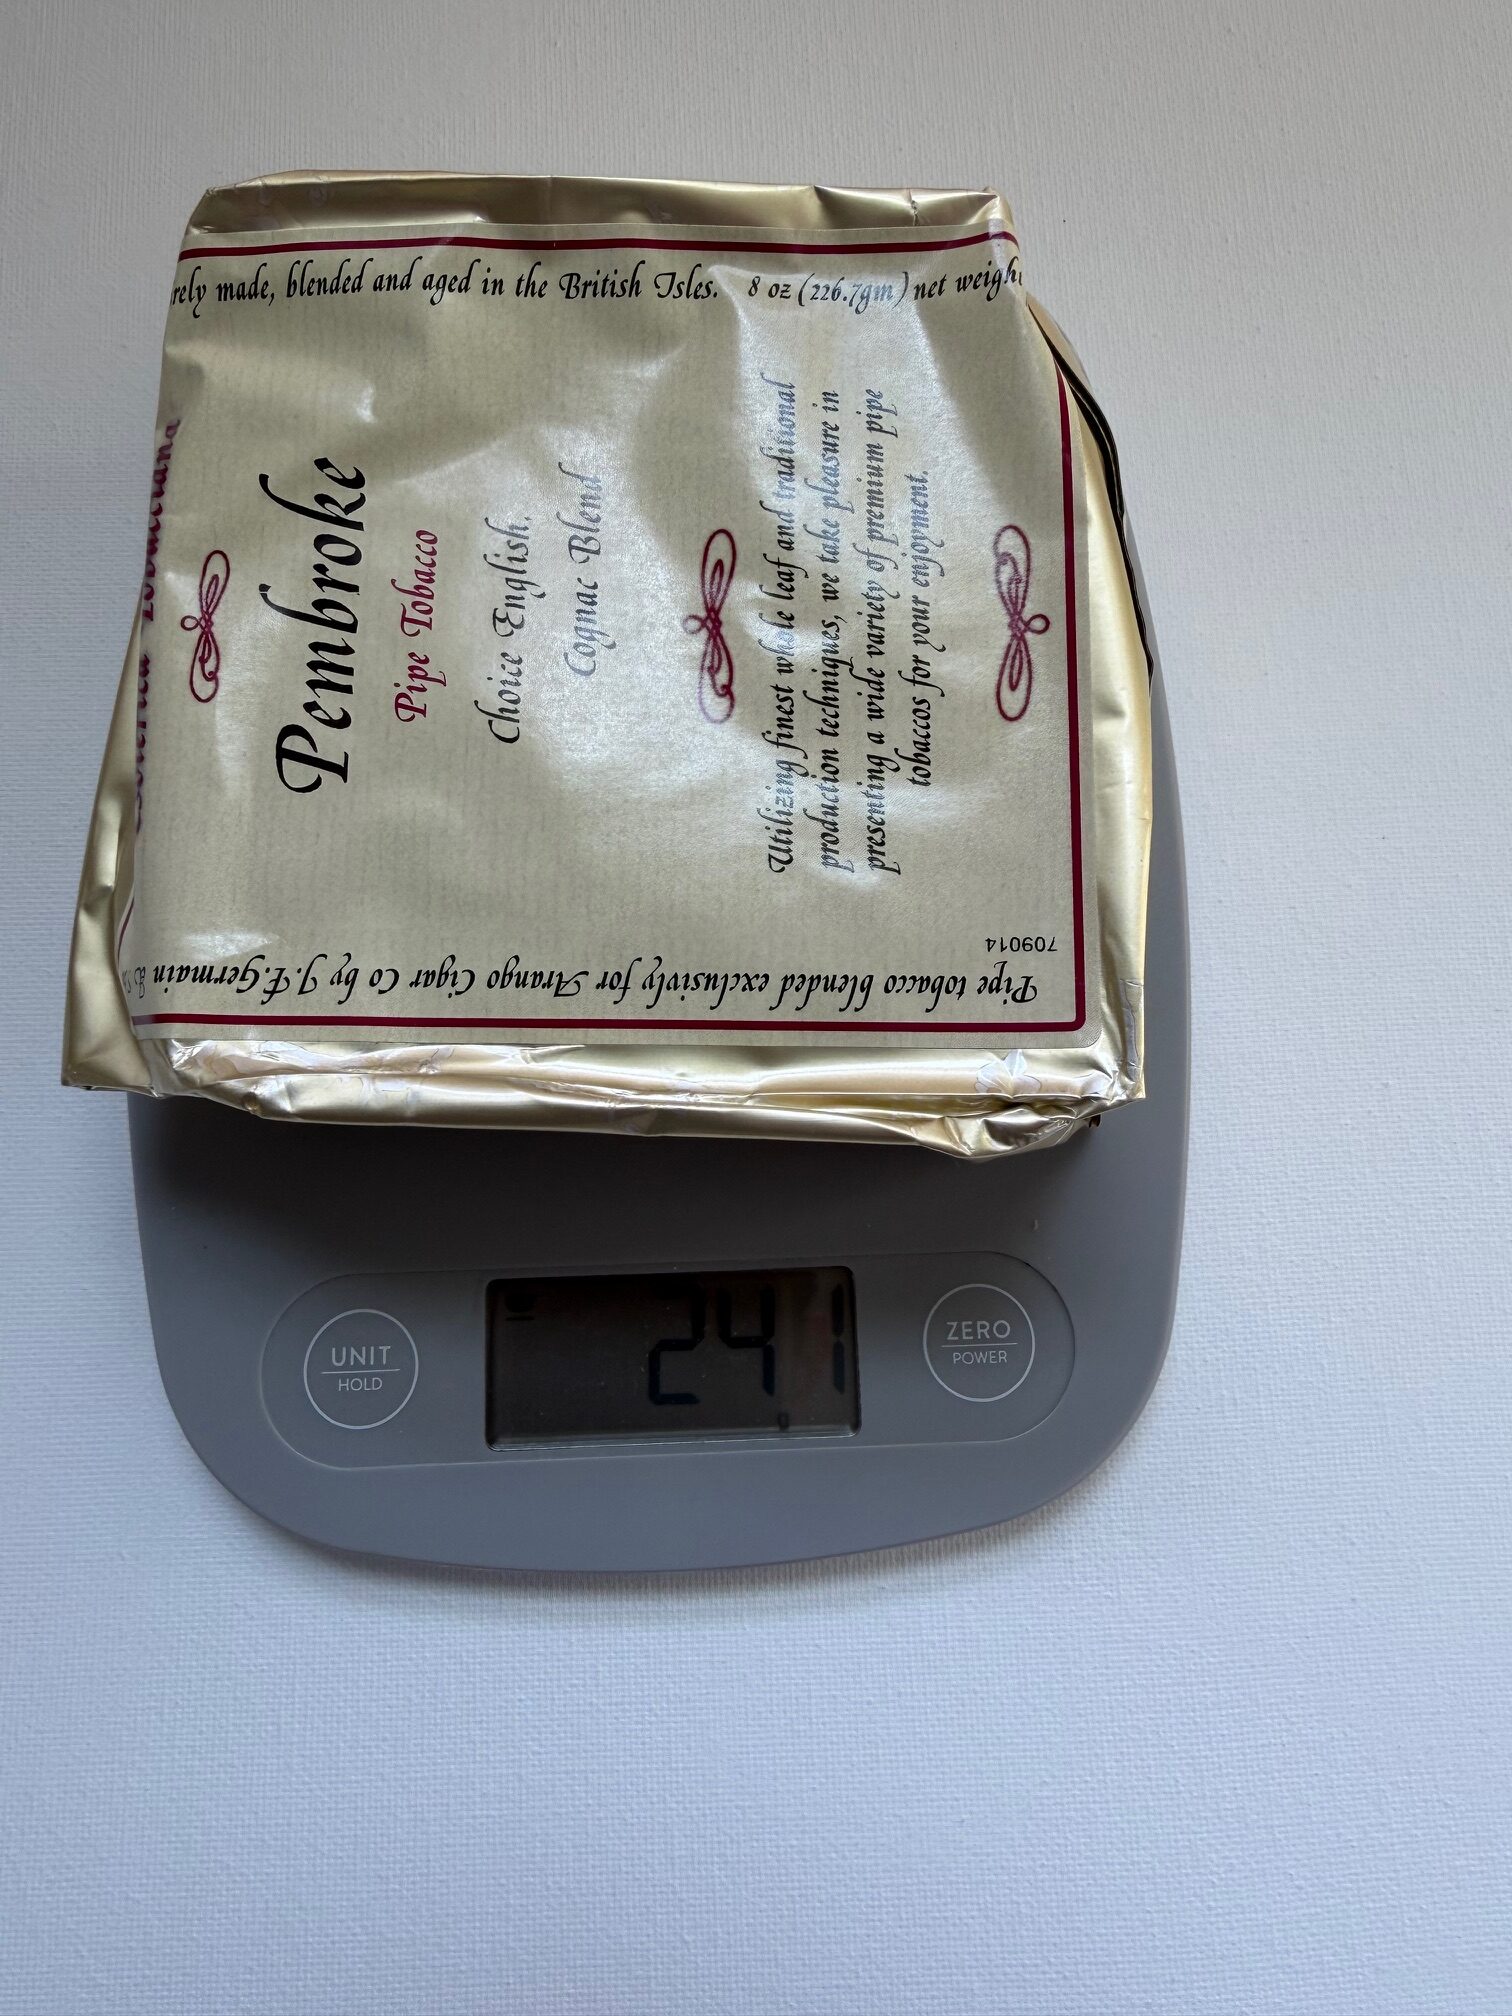 rely made, blended and aged in the British Isles. 8 oz (226.7gm) net weigh
Tobacciana
Pembroke
Pipe Tobacco
Choice English,
Cognac Blend
Utilizing finest whole leaf and traditional
production techniques, we take pleasure in
presenting a wide variety of premium pipe
tobaccos for your enjoyment.
709014
Pipe tobacco blended exclusively for Arango Cigar Co by J.F.Germain &
UNIT
HOLD
24.1
ZERO
POWER